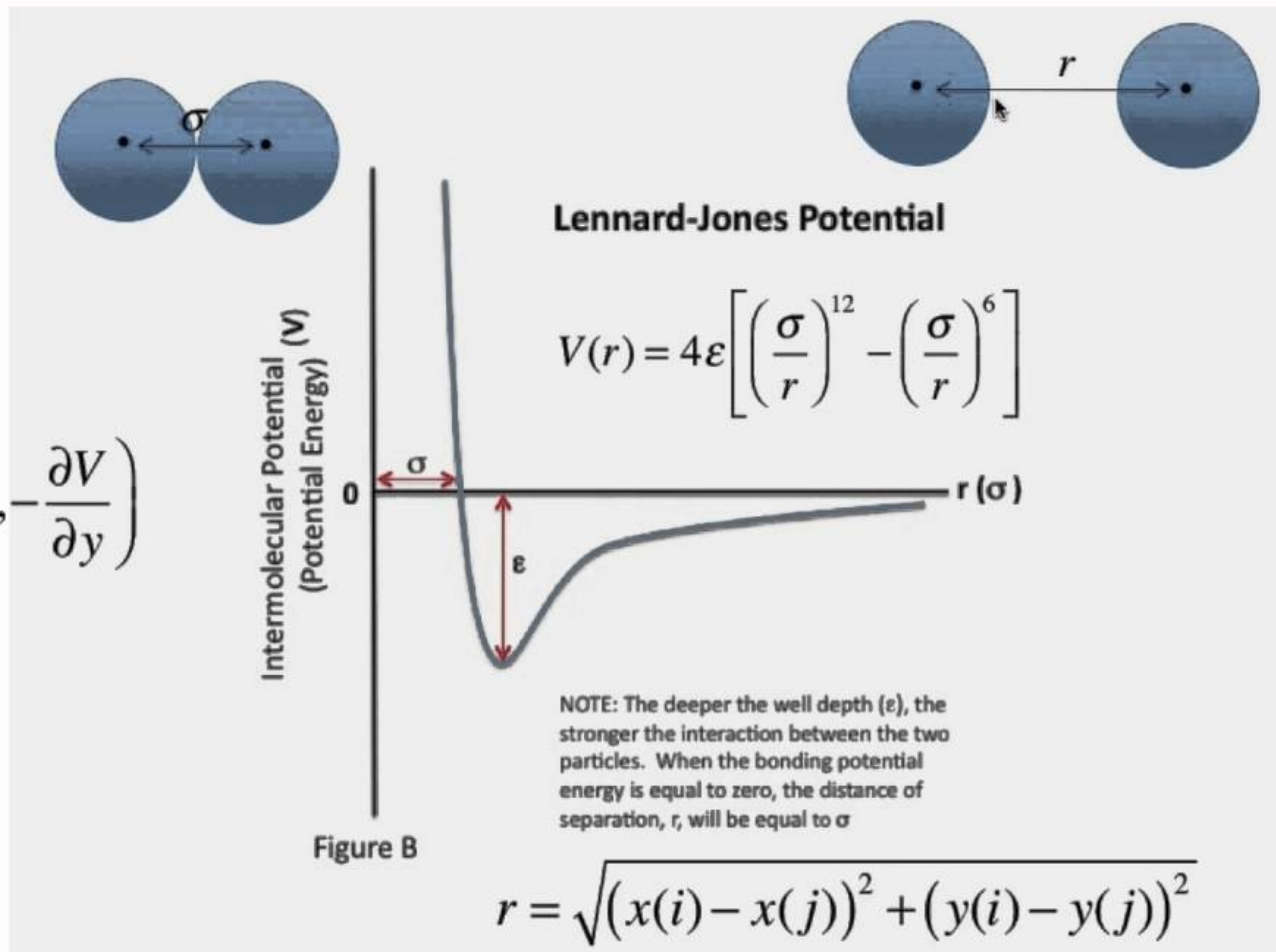 σ
r
Lennard-Jones Potential
V(r) = 4ε[(σ/r)^12 − (σ/r)^6]
Intermolecular Potential (V)
(Potential Energy)
, −∂V/∂y)
σ
0
r (σ)
ε
NOTE: The deeper the well depth (ε), the
stronger the interaction between the two
particles. When the bonding potential
energy is equal to zero, the distance of
separation, r, will be equal to σ
Figure B
r = √((x(i) − x(j))^2 + (y(i) − y(j))^2)